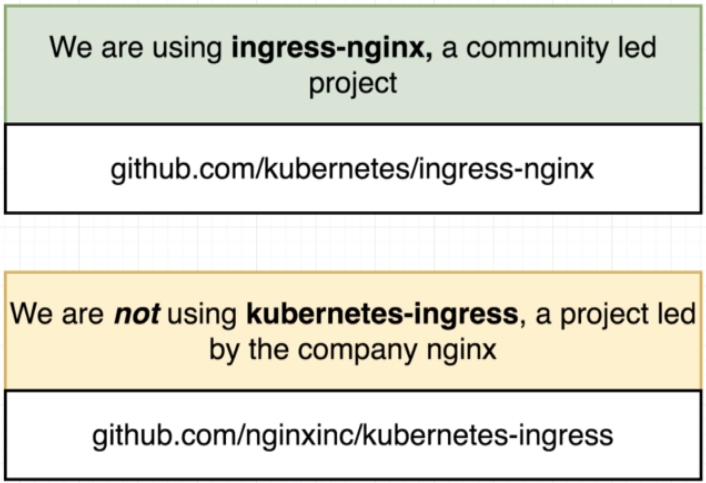 We are using ingress-nginx, a community led
project
github.com/kubernetes/ingress-nginx
We are not using kubernetes-ingress, a project led
by the company nginx
github.com/nginxinc/kubernetes-ingress